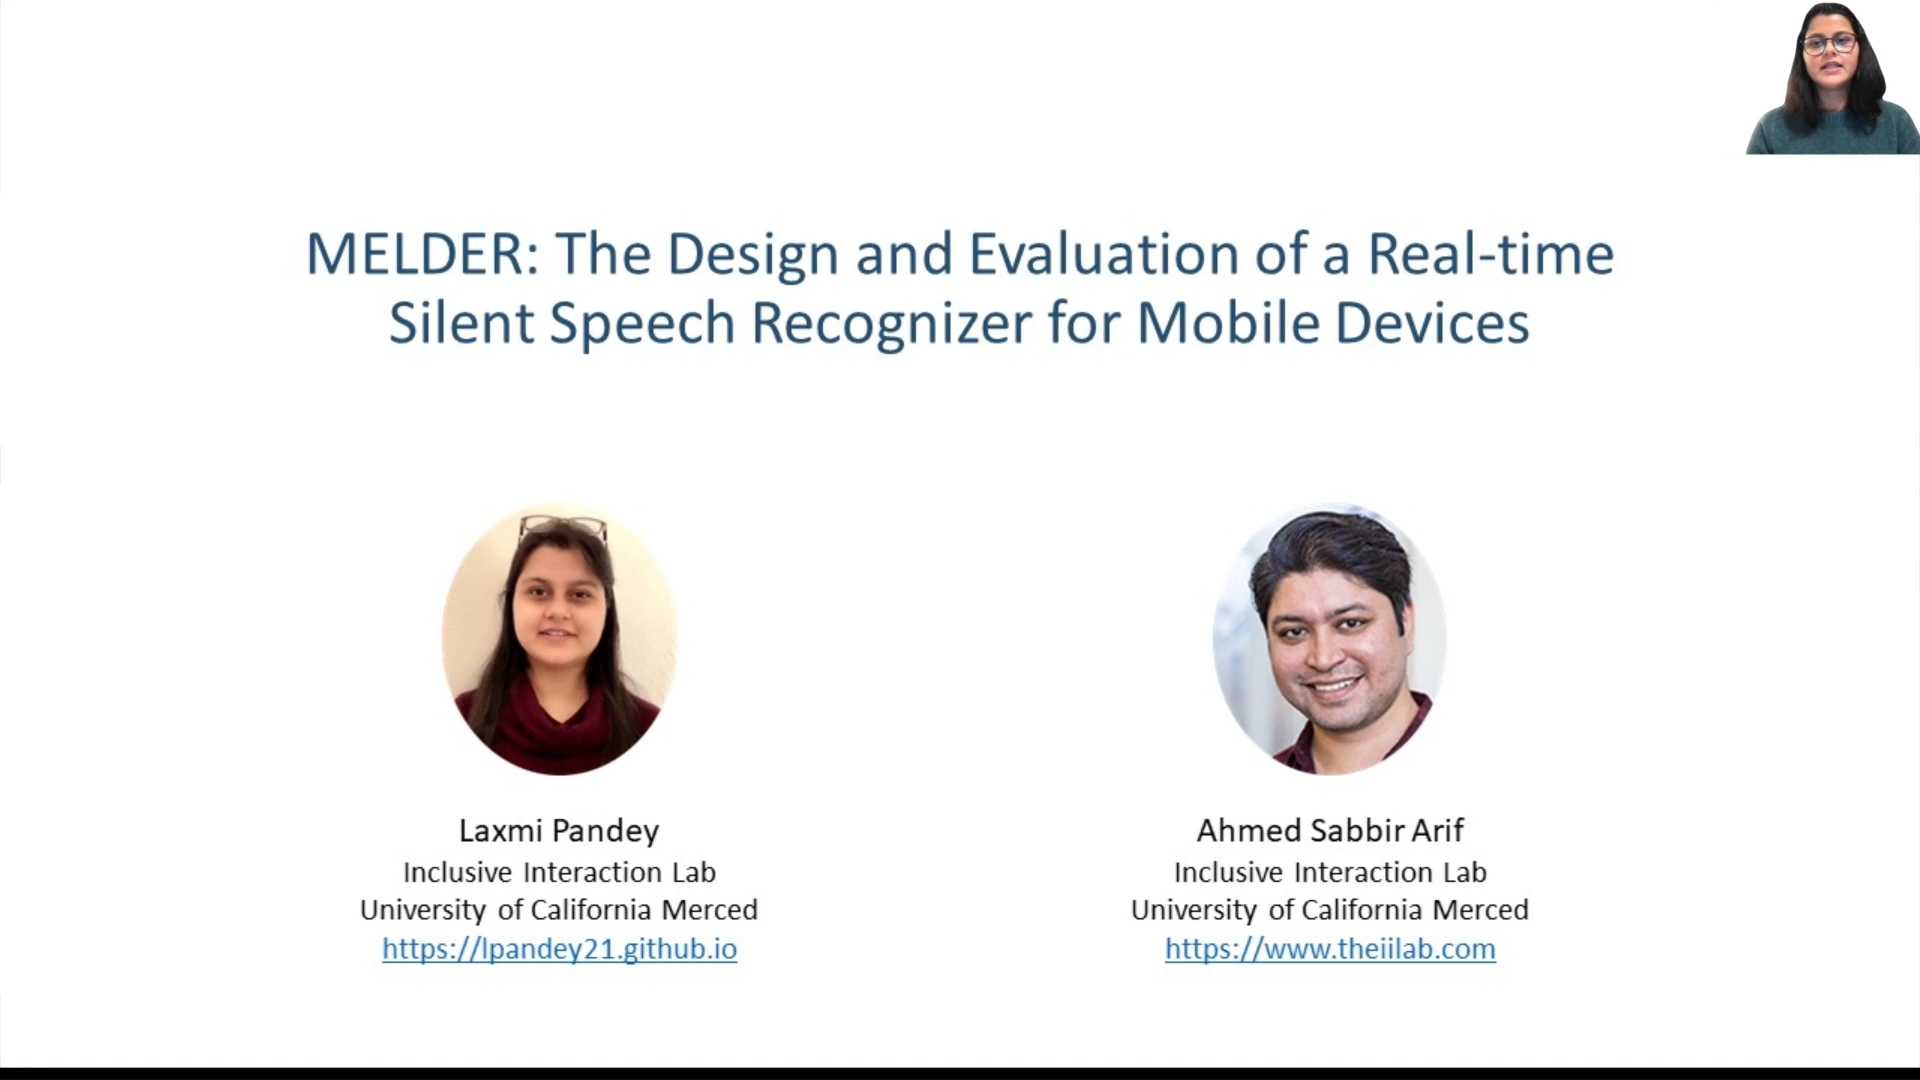 MELDER: The Design and Evaluation of a Real-time
Silent Speech Recognizer for Mobile Devices
Laxmi Pandey
Inclusive Interaction Lab
University of California Merced
https://lpandey21.github.io
Ahmed Sabbir Arif
Inclusive Interaction Lab
University of California Merced
https://www.theiilab.com